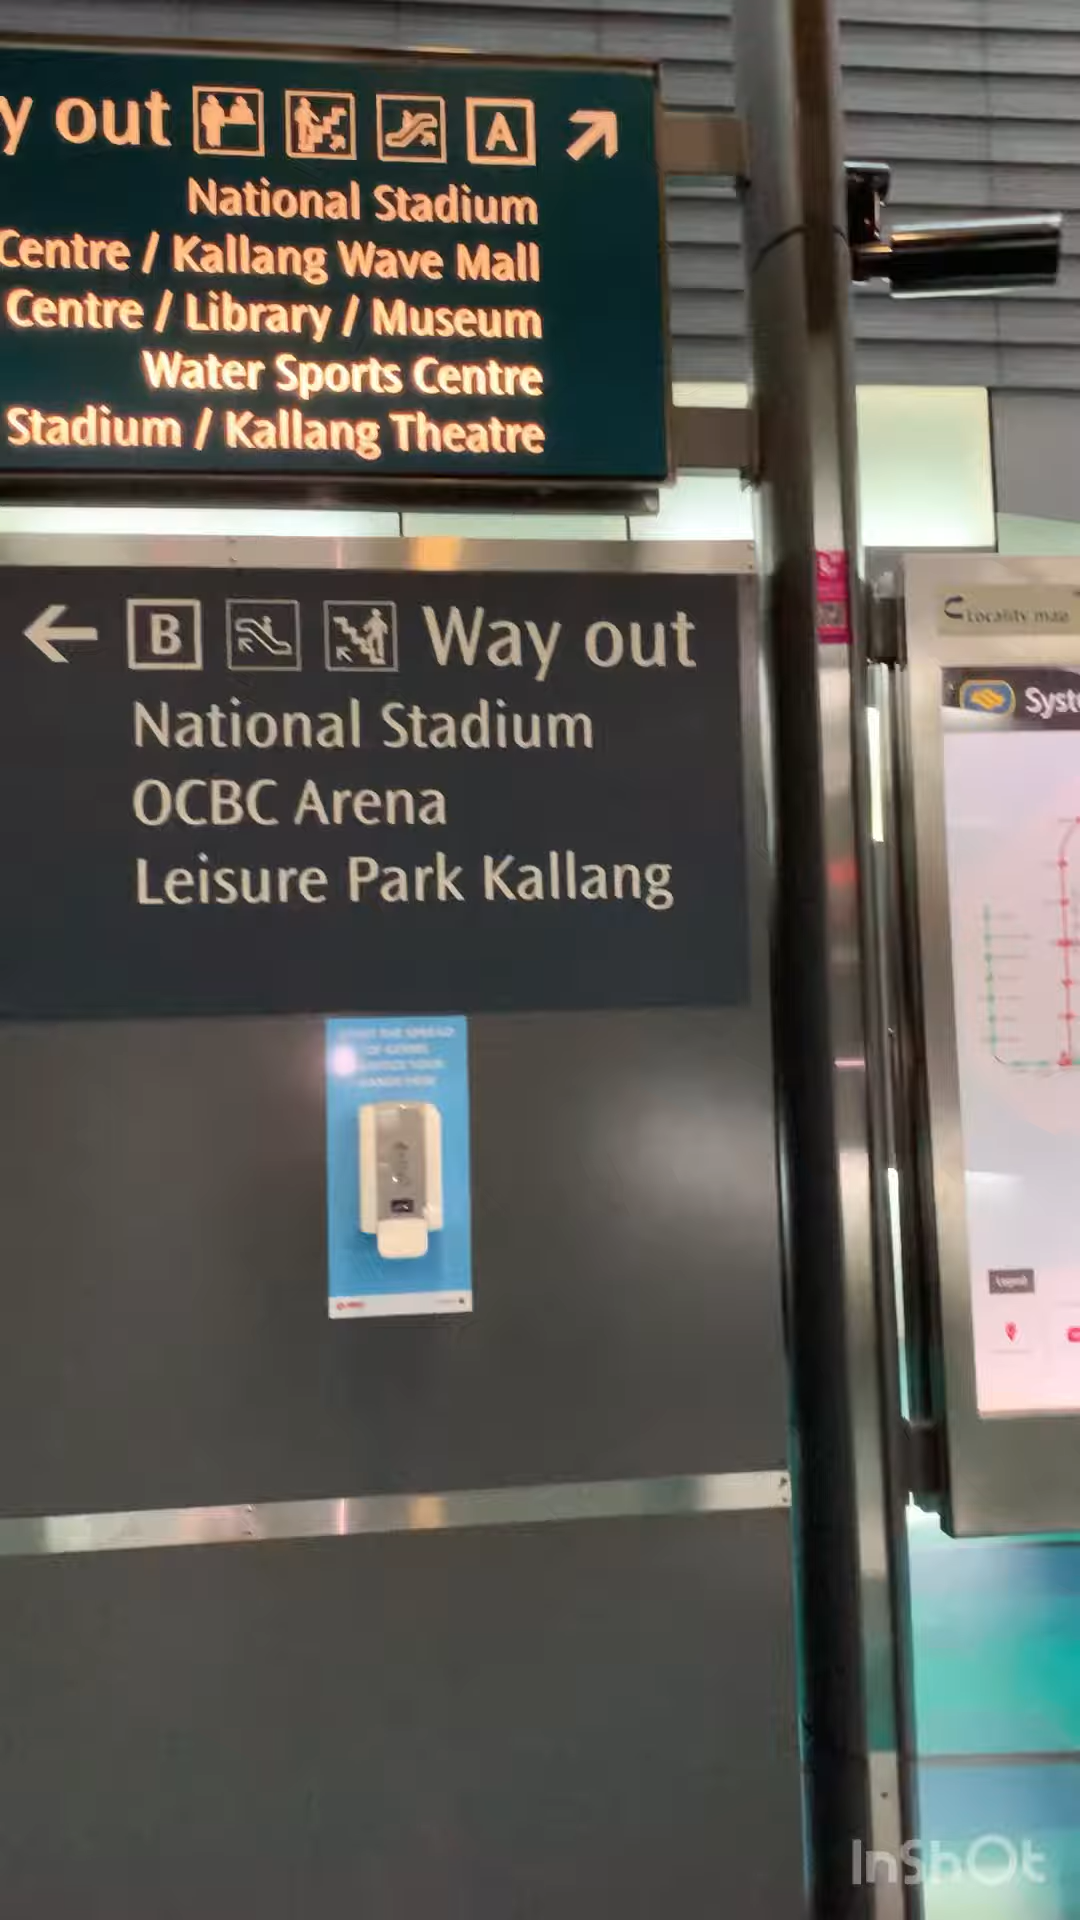 y out A
National Stadium
Centre / Kallang Wave Mall
Centre / Library / Museum
Water Sports Centre
Stadium / Kallang Theatre
B Way out
National Stadium
OCBC Arena
Leisure Park Kallang
Locality map
Syste
InShOt